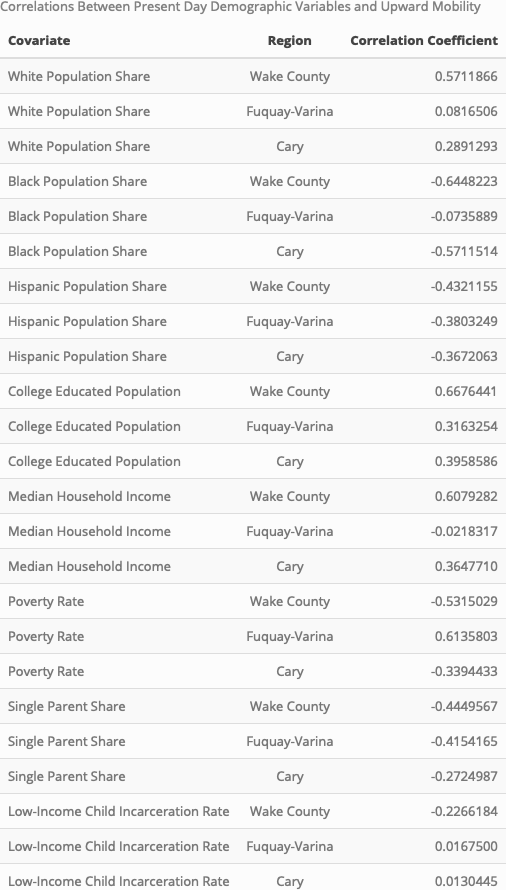 Correlations Between Present Day Demographic Variables and Upward Mobility
Covariate Region Correlation Coefficient
White Population Share Wake County 0.5711866
White Population Share Fuquay-Varina 0.0816506
White Population Share Cary 0.2891293
Black Population Share Wake County -0.6448223
Black Population Share Fuquay-Varina -0.0735889
Black Population Share Cary -0.5711514
Hispanic Population Share Wake County -0.4321155
Hispanic Population Share Fuquay-Varina -0.3803249
Hispanic Population Share Cary -0.3672063
College Educated Population Wake County 0.6676441
College Educated Population Fuquay-Varina 0.3163254
College Educated Population Cary 0.3958586
Median Household Income Wake County 0.6079282
Median Household Income Fuquay-Varina -0.0218317
Median Household Income Cary 0.3647710
Poverty Rate Wake County -0.5315029
Poverty Rate Fuquay-Varina 0.6135803
Poverty Rate Cary -0.3394433
Single Parent Share Wake County -0.4449567
Single Parent Share Fuquay-Varina -0.4154165
Single Parent Share Cary -0.2724987
Low-Income Child Incarceration Rate Wake County -0.2266184
Low-Income Child Incarceration Rate Fuquay-Varina 0.0167500
Low-Income Child Incarceration Rate Cary 0.0130445